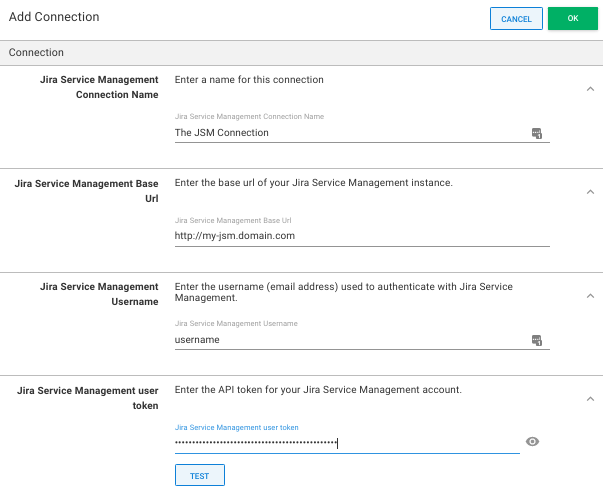 Add Connection
CANCEL
OK
Connection
Jira Service Management
Connection Name
Enter a name for this connection
Jira Service Management Connection Name
The JSM Connection
Jira Service Management Base
Url
Enter the base url of your Jira Service Management instance.
Jira Service Management Base Url
http://my-jsm.domain.com
Jira Service Management
Username
Enter the username (email address) used to authenticate with Jira Service
Management.
Jira Service Management Username
username
Jira Service Management user
token
Enter the API token for your Jira Service Management account.
Jira Service Management user token
•••••••••••••••••••••••••••••••••••••••••••••••
TEST